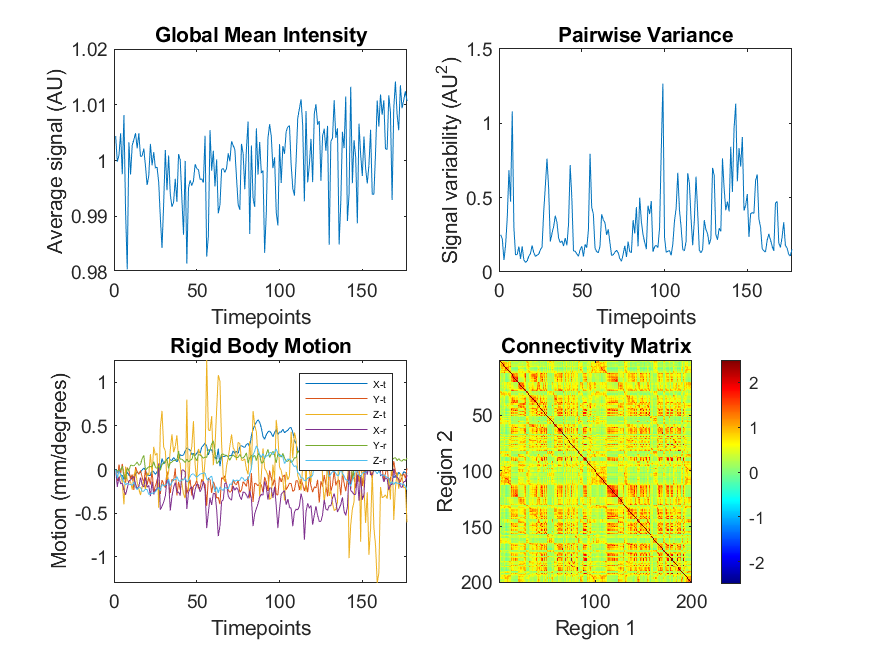 Global Mean Intensity
Average signal (AU)
1.02
1.01
1
0.99
0.98
0
50
100
150
Timepoints
Pairwise Variance
Signal variability (AU²)
1.5
1
0.5
0
0
50
100
150
Timepoints
Rigid Body Motion
Motion (mm/degrees)
1
0.5
0
-0.5
-1
0
50
100
150
Timepoints
X-t
Y-t
Z-t
X-r
Y-r
Z-r
Connectivity Matrix
Region 2
50
100
150
200
100
200
Region 1
2
1
0
-1
-2